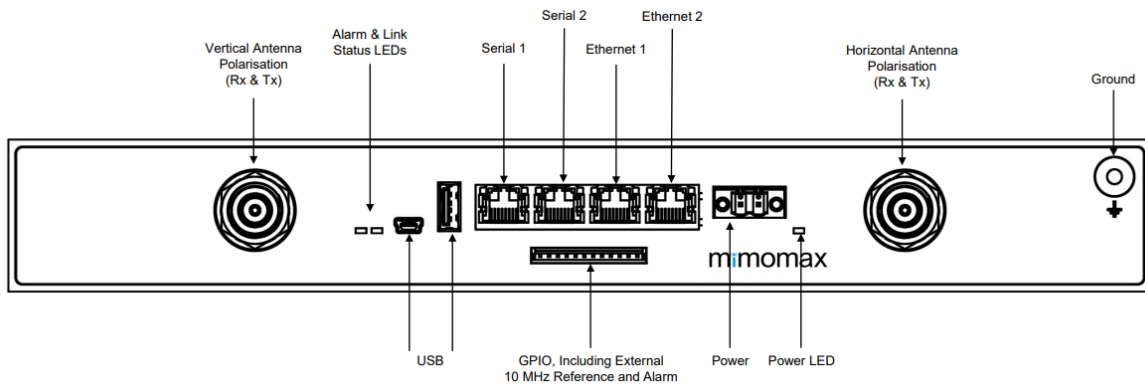 Serial 2
Ethernet 2
Alarm & Link
Status LEDs
Vertical Antenna
Polarisation
(Rx & Tx)
Serial 1
Ethernet 1
Horizontal Antenna
Polarisation
(Rx & Tx)
Ground
mimomax
USB
GPIO, Including External
10 MHz Reference and Alarm
Power
Power LED